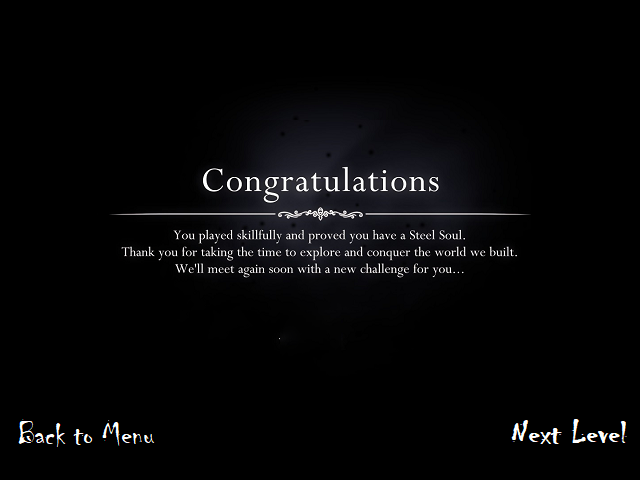 Congratulations
You played skillfully and proved you have a Steel Soul.
Thank you for taking the time to explore and conquer the world we built.
We'll meet again soon with a new challenge for you...
Back to Menu
Next Level